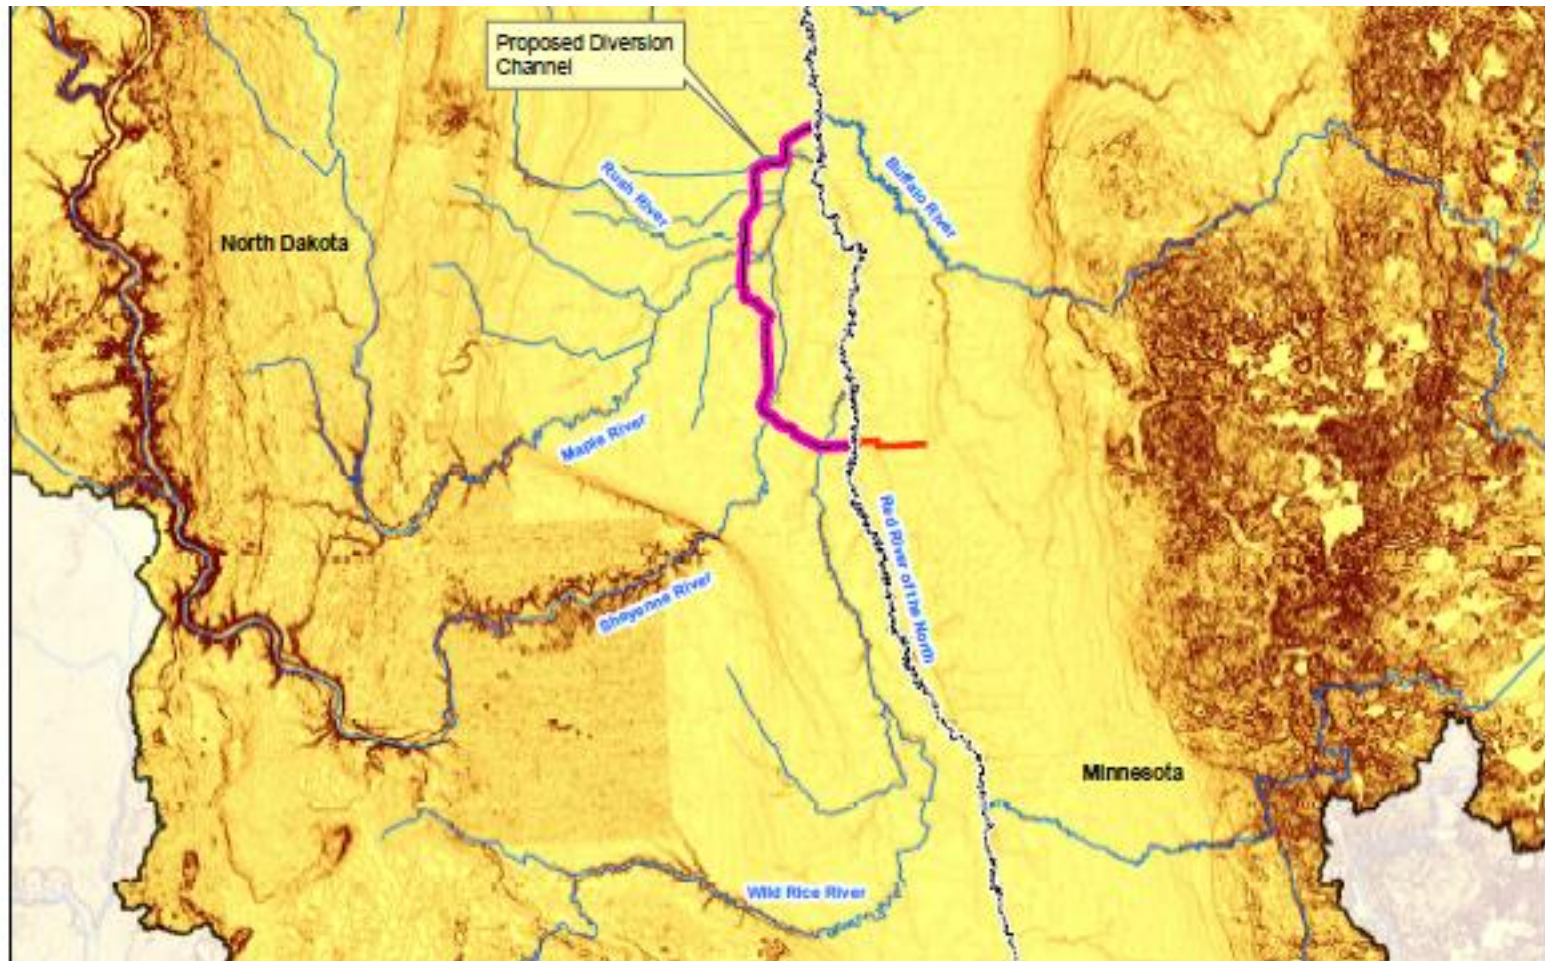 Proposed Diversion
Channel
Rush River
Buffalo River
North Dakota
Maple River
Red River of the North
Sheyenne River
Minnesota
Wild Rice River